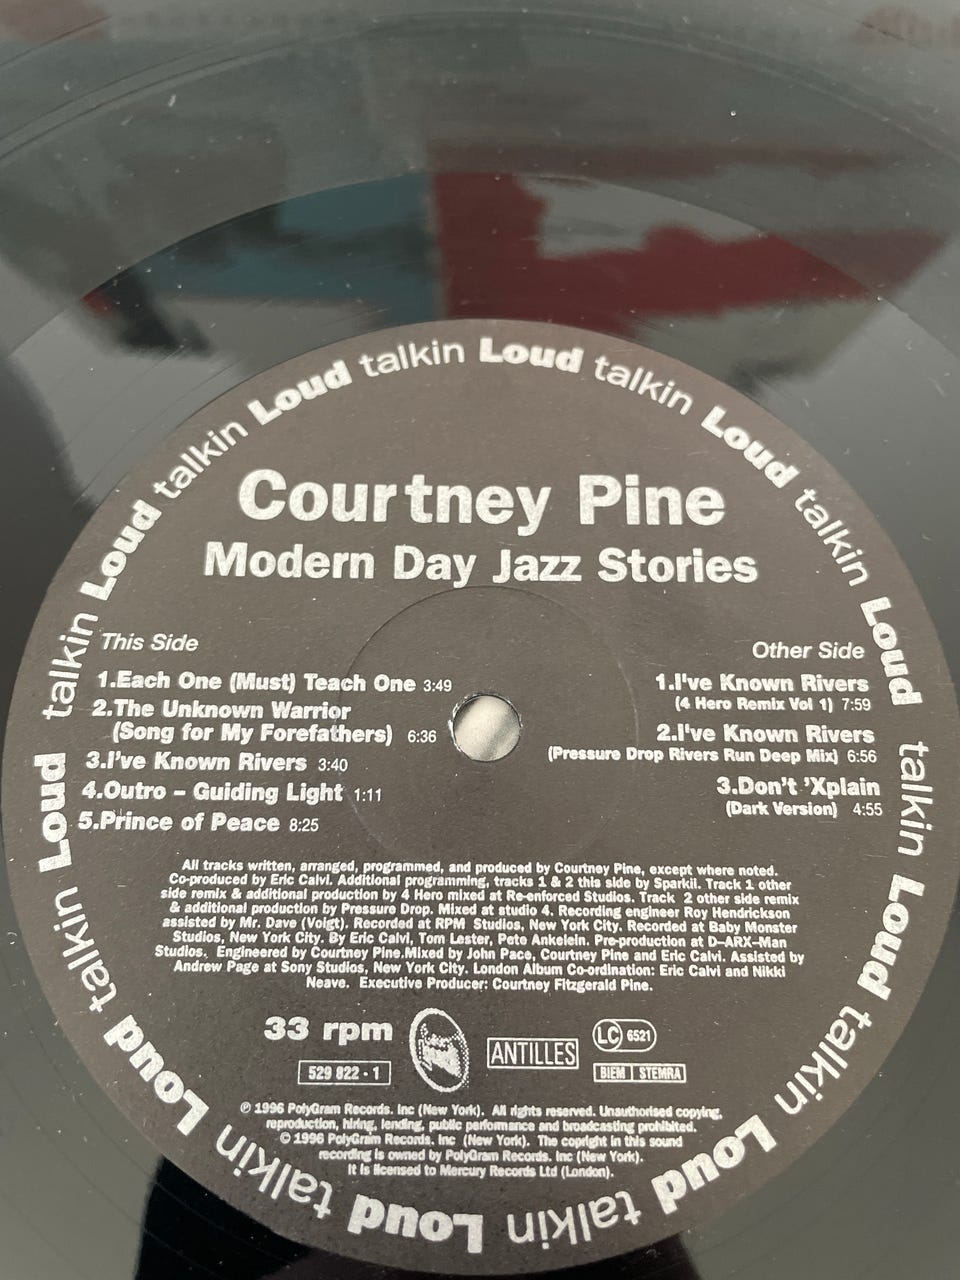 talkin Loud talkin Loud talkin Loud talkin Loud talkin Loud talkin Loud talkin Loud talkin Loud talkin Loud talkin Loud
Courtney Pine
Modern Day Jazz Stories
This Side
1.Each One (Must) Teach One 3:49
2.The Unknown Warrior
(Song for My Forefathers) 6:36
3.I've Known Rivers 3:40
4.Outro – Guiding Light 1:11
5.Prince of Peace 8:25
Other Side
1.I've Known Rivers
(4 Hero Remix Vol 1) 7:59
2.I've Known Rivers
(Pressure Drop Rivers Run Deep Mix) 6:56
3.Don't 'Xplain
(Dark Version) 4:55
All tracks written, arranged, programmed, and produced by Courtney Pine, except where noted.
Co-produced by Eric Calvi. Additional programming, tracks 1 & 2 this side by Sparkii. Track 1 other
side remix & additional production by 4 Hero mixed at Re-enforced Studios. Track 2 other side remix
& additional production by Pressure Drop. Mixed at studio 4. Recording engineer Roy Hendrickson
assisted by Mr. Dave (Voigt). Recorded at RPM Studios, New York City. Recorded at Baby Monster
Studios, New York City. By Eric Calvi, Tom Lester, Pete Ankelein. Pre-production at D–ARX–Man
Studios. Engineered by Courtney Pine.Mixed by John Pace, Courtney Pine and Eric Calvi. Assisted by
Andrew Page at Sony Studios, New York City. London Album Co-ordination: Eric Calvi and Nikki
Neave. Executive Producer: Courtney Fitzgerald Pine.
33 rpm
529 822 - 1
ANTILLES
LC 6521
BIEM STEMRA
℗ 1996 PolyGram Records. Inc (New York). All rights reserved. Unauthorised copying,
reproduction, hiring, lending, public performance and broadcasting prohibited.
© 1996 PolyGram Records. Inc (New York). The copright in this sound
recording is owned by PolyGram Records. Inc (New York).
It is licensed to Mercury Records Ltd (London).